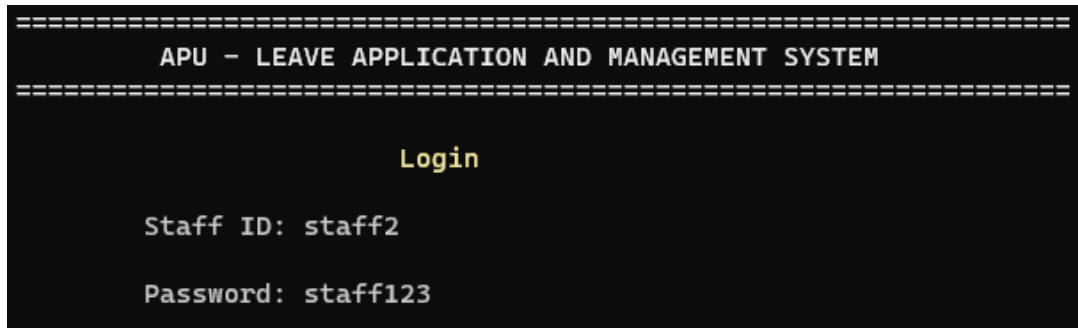 ==================================================================
APU - LEAVE APPLICATION AND MANAGEMENT SYSTEM
==================================================================
Login
Staff ID: staff2
Password: staff123